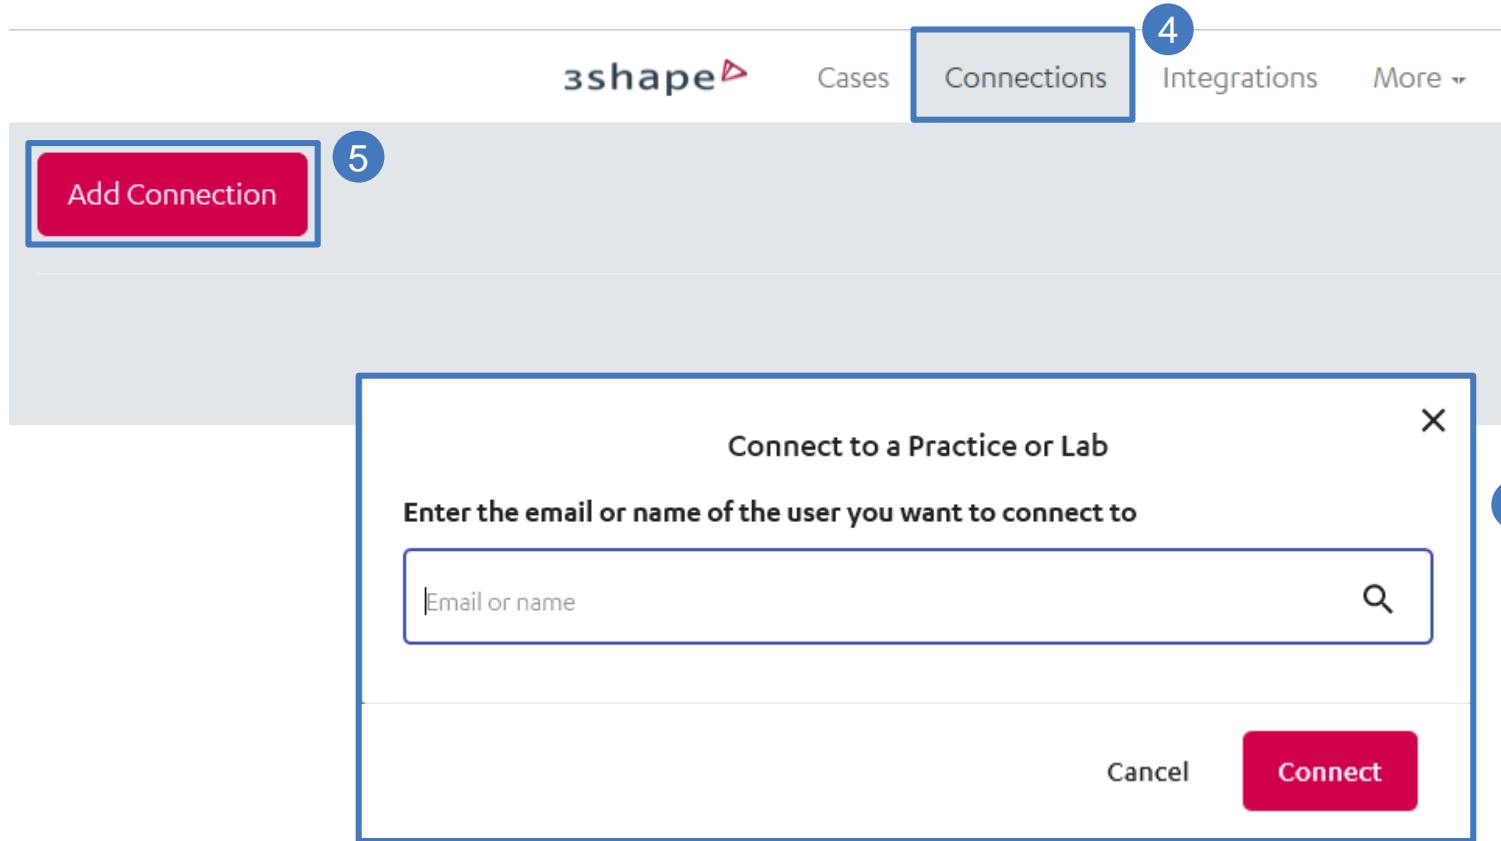 4
3shape Cases Connections Integrations More
5
Add Connection
Connect to a Practice or Lab
Enter the email or name of the user you want to connect to
Email or name
Cancel Connect